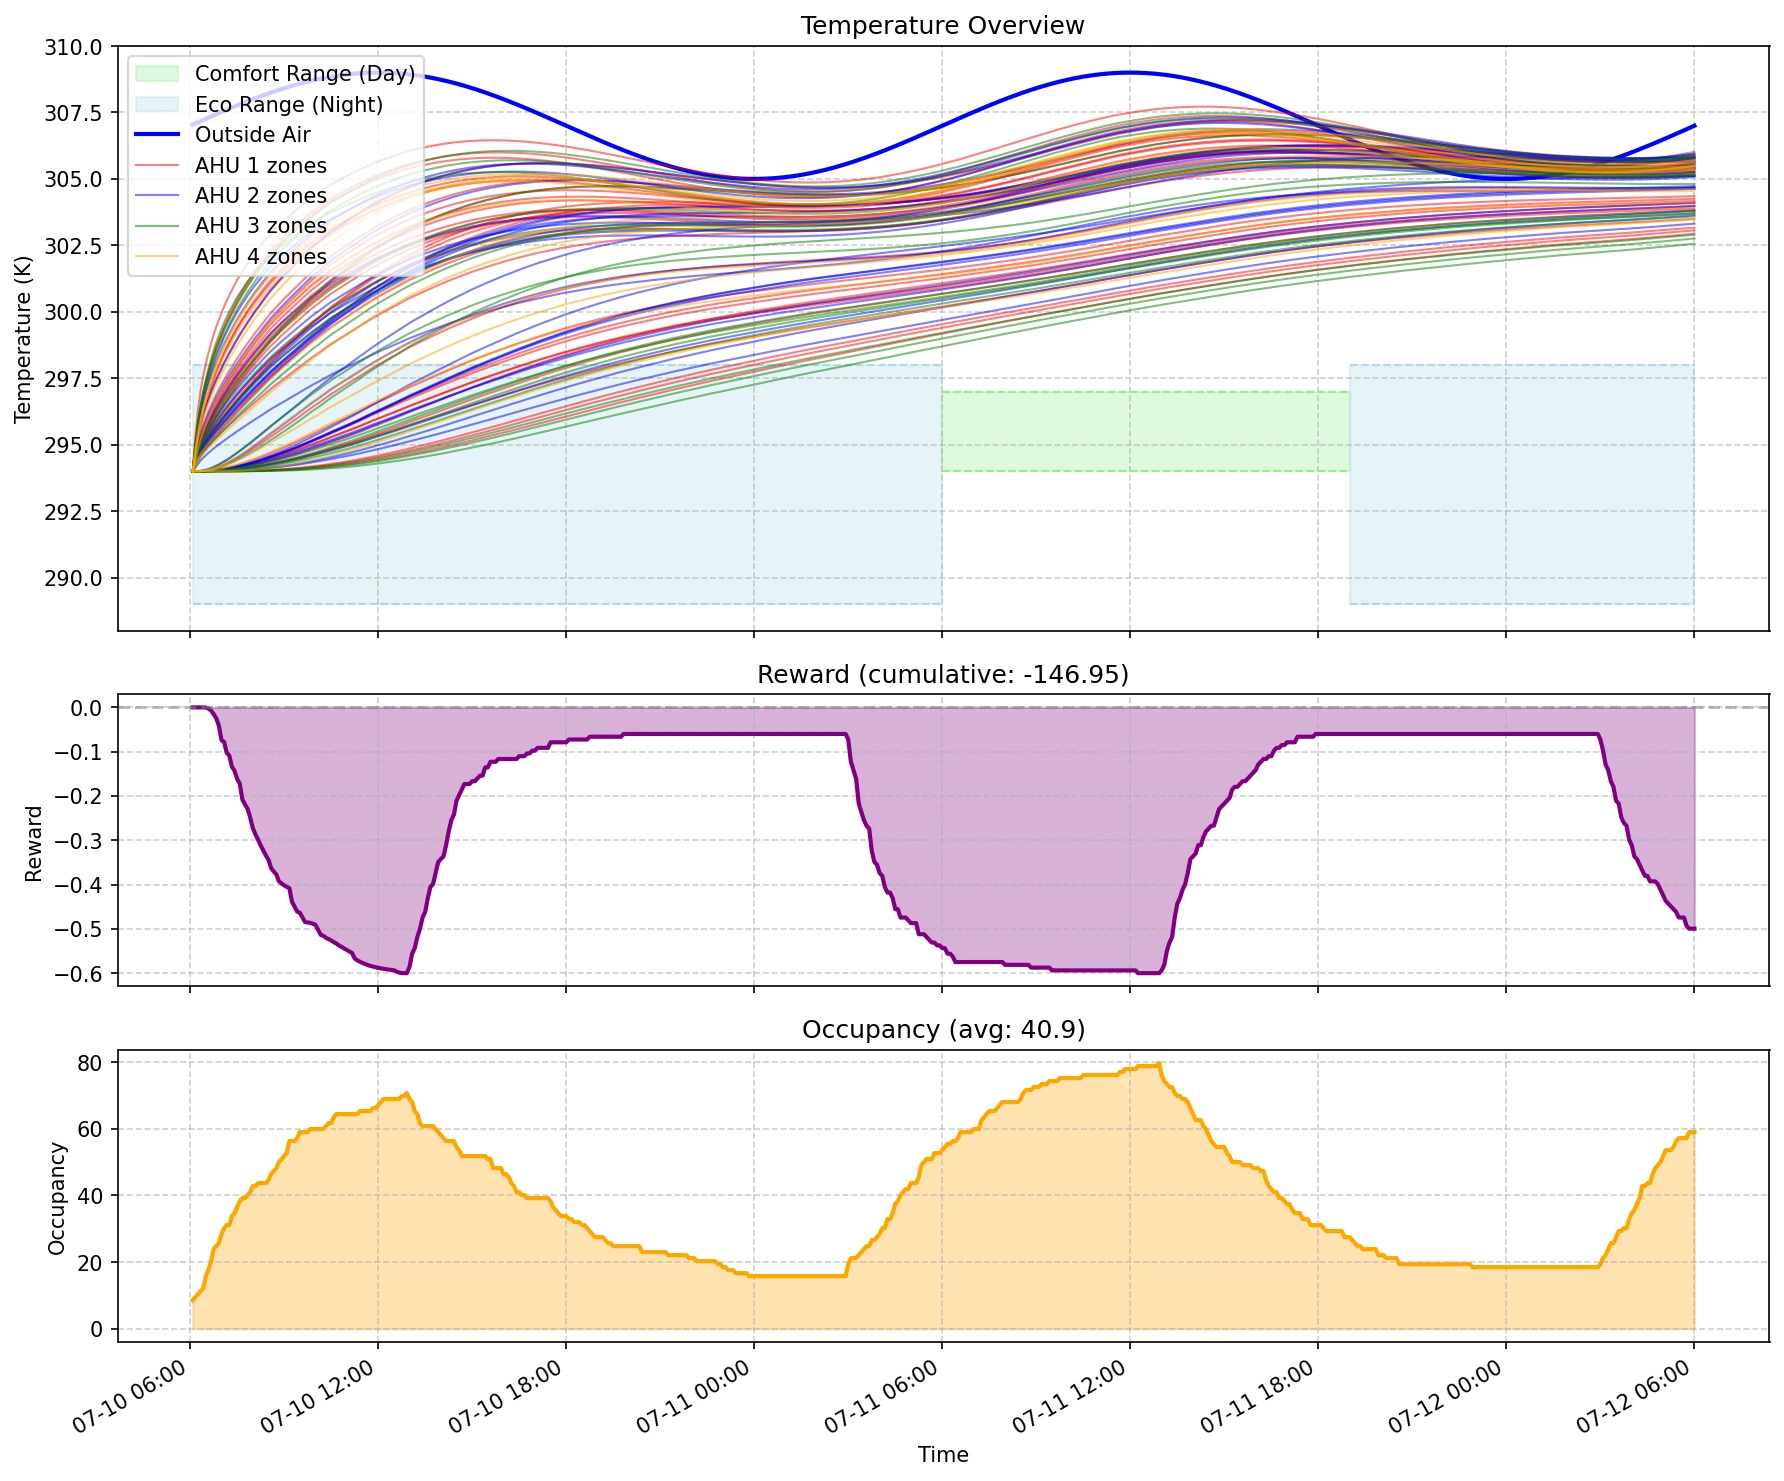 Temperature Overview
Temperature (K)
310.0
307.5
305.0
302.5
300.0
297.5
295.0
292.5
290.0
Comfort Range (Day)
Eco Range (Night)
Outside Air
AHU 1 zones
AHU 2 zones
AHU 3 zones
AHU 4 zones
Reward (cumulative: -146.95)
Reward
0.0
−0.1
−0.2
−0.3
−0.4
−0.5
−0.6
Occupancy (avg: 40.9)
Occupancy
80
60
40
20
0
07-10 06:00
07-10 12:00
07-10 18:00
07-11 00:00
07-11 06:00
07-11 12:00
07-11 18:00
07-12 00:00
07-12 06:00
Time